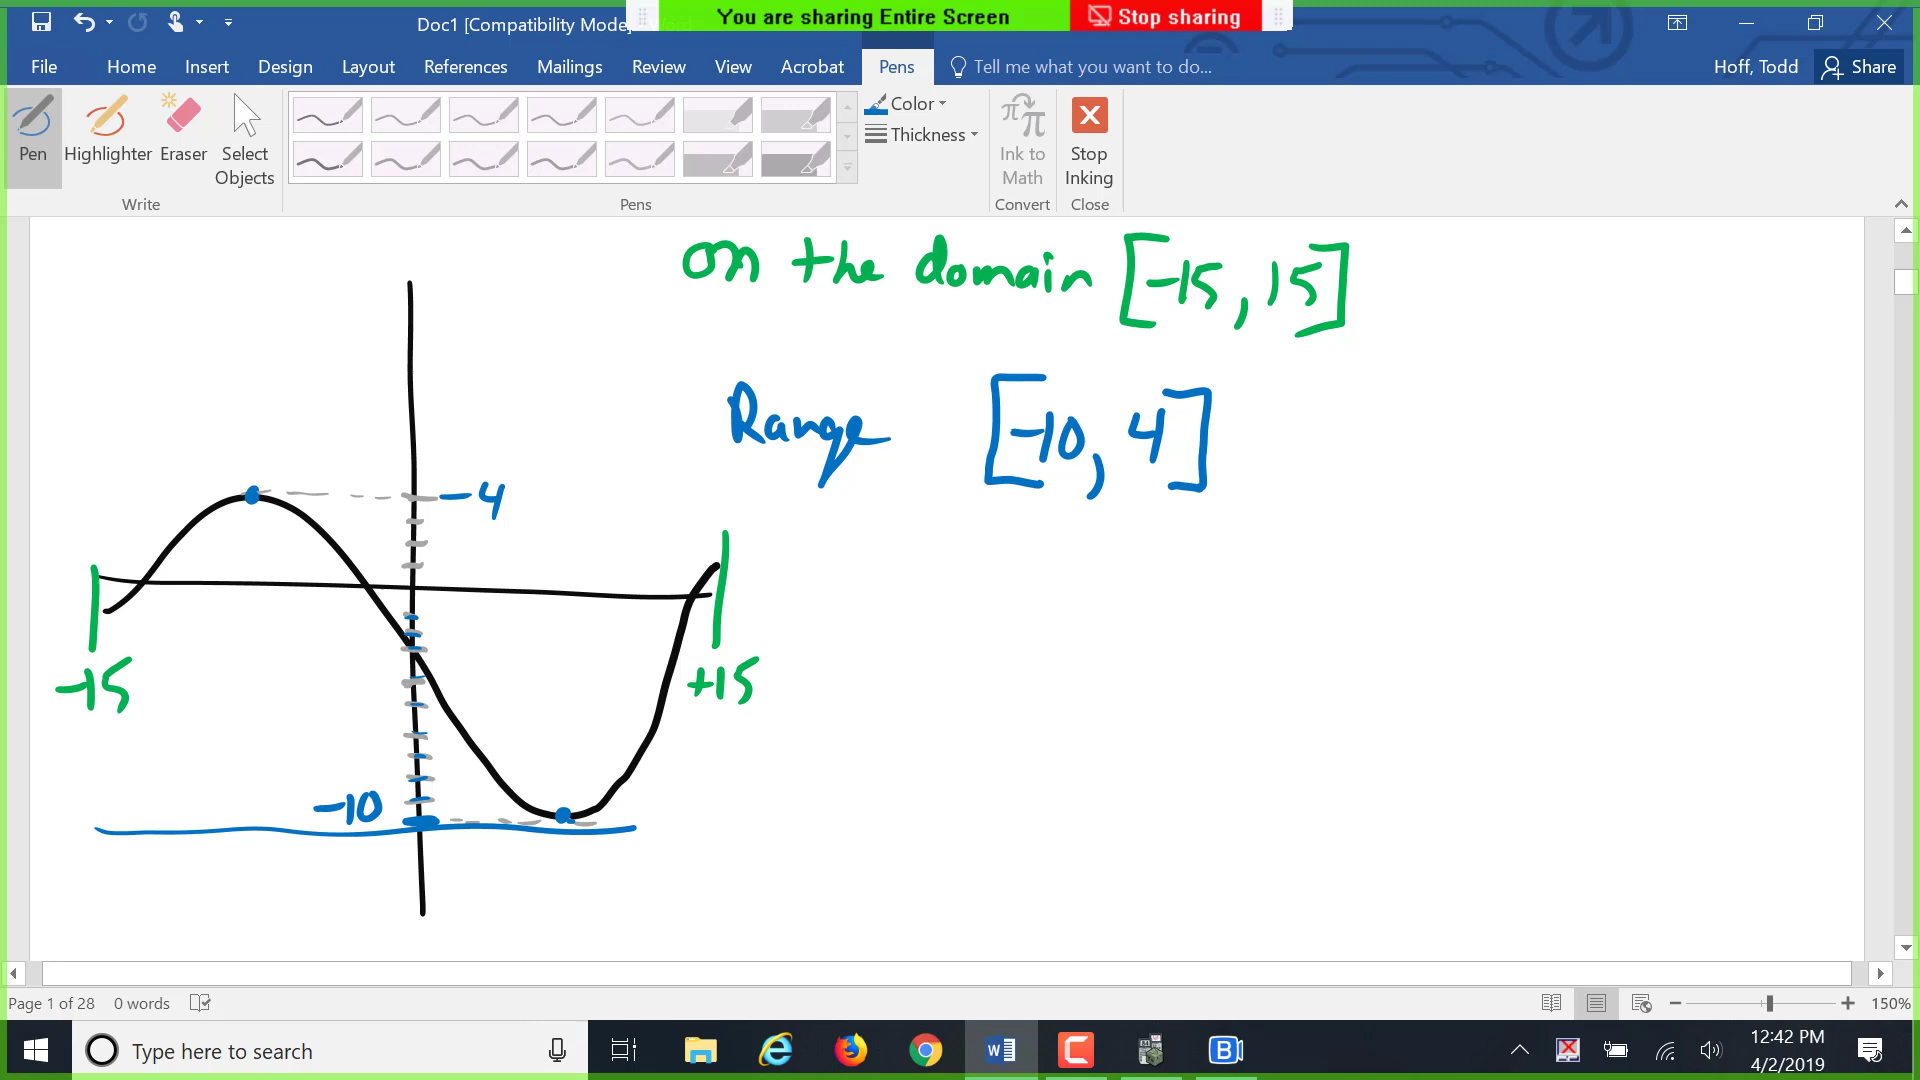 You are sharing Entire Screen Stop sharing
Doc1 [Compatibility Mode]
File Home Insert Design Layout References Mailings Review View Acrobat Pens Tell me what you want to do... Hoff, Todd Share
Pen Highlighter Eraser Select Objects
Color
Thickness
Ink to Math
Stop Inking
Write Pens Convert Close
on the domain [-15, 15]
Range [-10, 4]
-4
-15
+15
-10
Page 1 of 28 0 words 150%
Type here to search
12:42 PM
4/2/2019